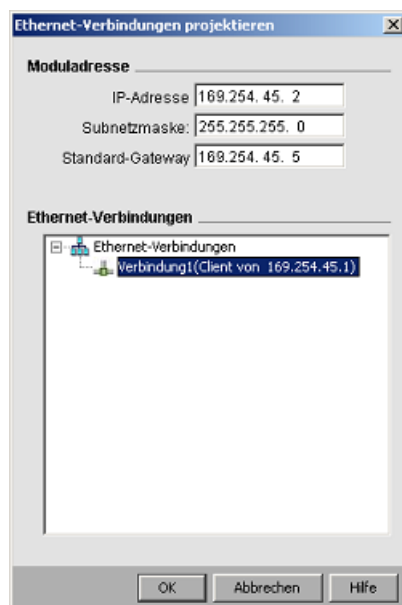 Ethernet-Verbindungen projektieren
Moduladresse
IP-Adresse 169.254. 45. 2
Subnetzmaske: 255.255.255. 0
Standard-Gateway 169.254. 45. 5
Ethernet-Verbindungen
Ethernet-Verbindungen
Verbindung1(Client von 169.254.45.1)
OK Abbrechen Hilfe